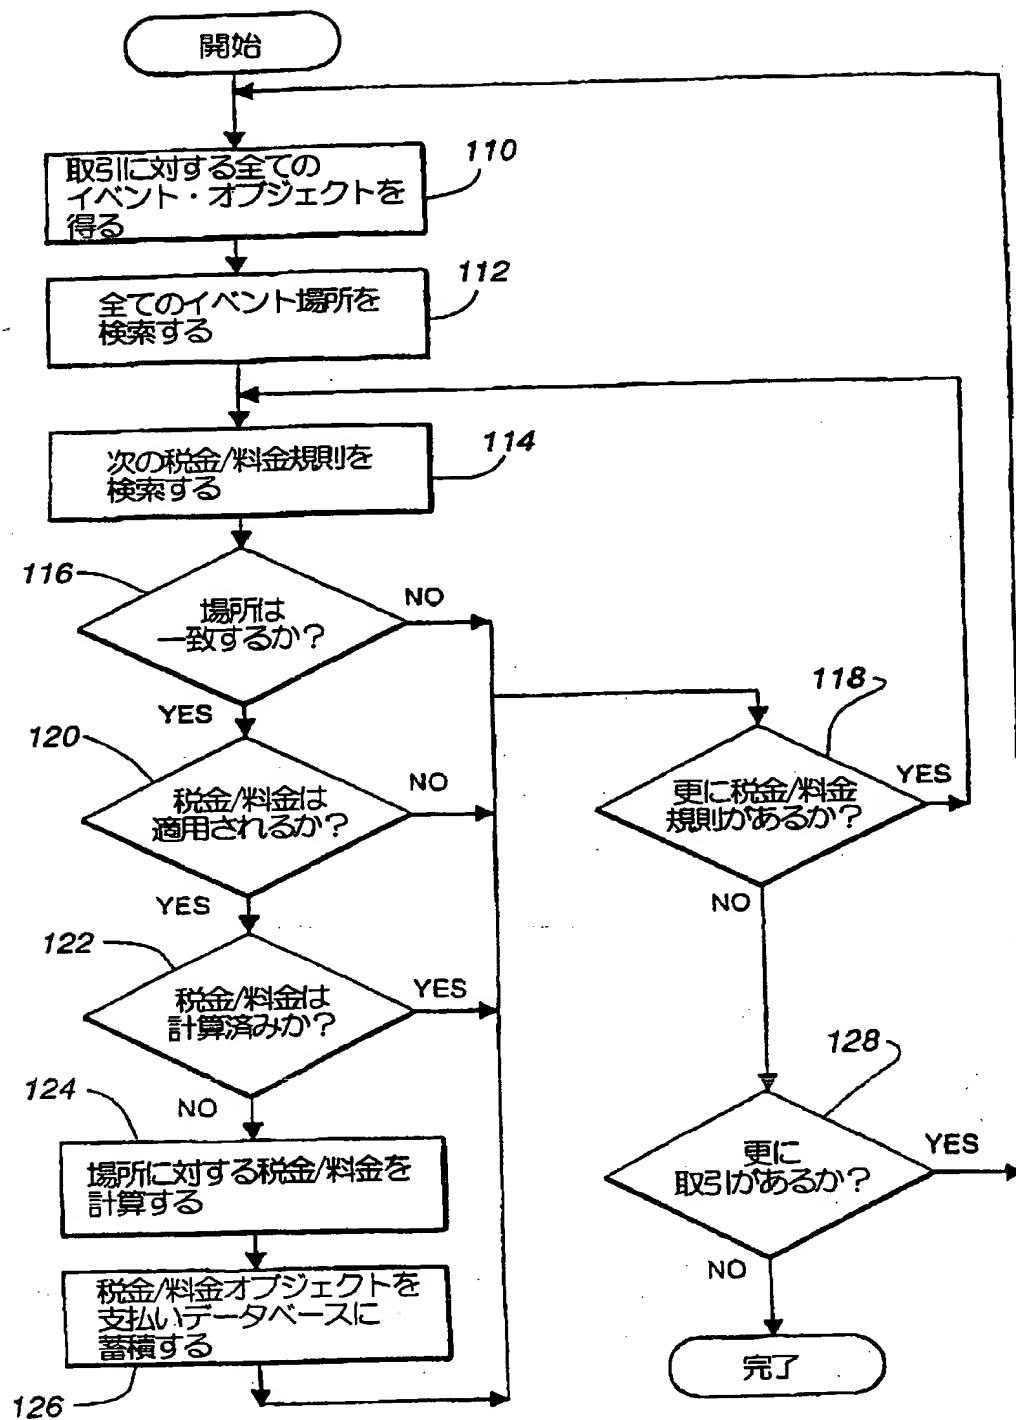 開始
取引に対する全ての
イベント・オブジェクトを
得る
110
全てのイベント場所を
検索する
112
次の税金/料金規則を
検索する
114
116
場所は
一致するか？
NO
YES
118
更に税金/料金
規則があるか？
YES
NO
120
税金/料金は
適用されるか？
NO
YES
122
税金/料金は
計算済みか？
YES
NO
124
場所に対する税金/料金を
計算する
税金/料金オブジェクトを
支払いデータベースに
蓄積する
126
128
更に
取引があるか？
YES
NO
完了